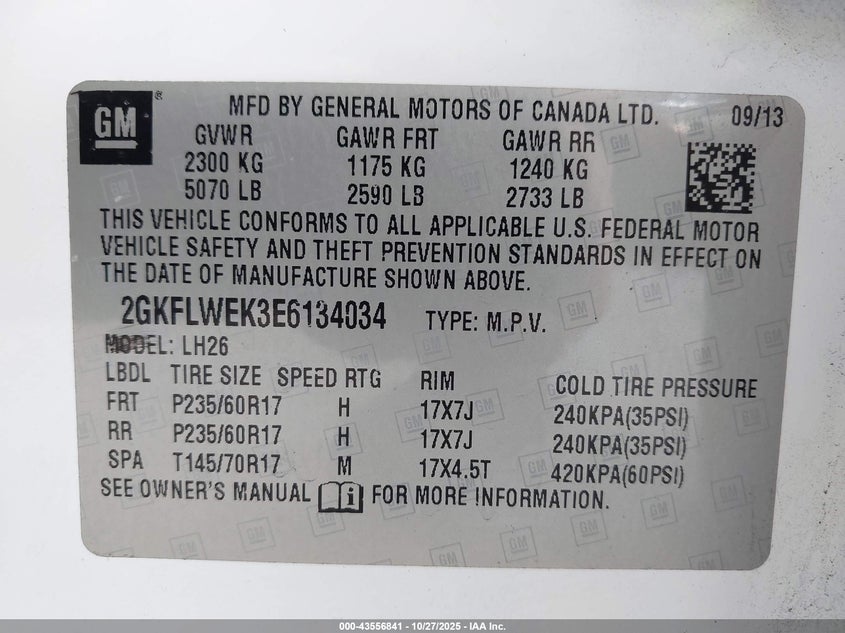 GM ®
MFD BY GENERAL MOTORS OF CANADA LTD. 09/13
GVWR GAWR FRT GAWR RR
2300 KG 1175 KG 1240 KG
5070 LB 2590 LB 2733 LB
THIS VEHICLE CONFORMS TO ALL APPLICABLE U.S. FEDERAL MOTOR
VEHICLE SAFETY AND THEFT PREVENTION STANDARDS IN EFFECT ON
THE DATE OF MANUFACTURE SHOWN ABOVE.
2GKFLWEK3E6134034 TYPE: M.P.V.
MODEL: LH26
LBDL TIRE SIZE SPEED RTG RIM COLD TIRE PRESSURE
FRT P235/60R17 H 17X7J 240KPA(35PSI)
RR P235/60R17 H 17X7J 240KPA(35PSI)
SPA T145/70R17 M 17X4.5T 420KPA(60PSI)
SEE OWNER'S MANUAL i FOR MORE INFORMATION.
000-43556841 - 10/27/2025 - IAA Inc.